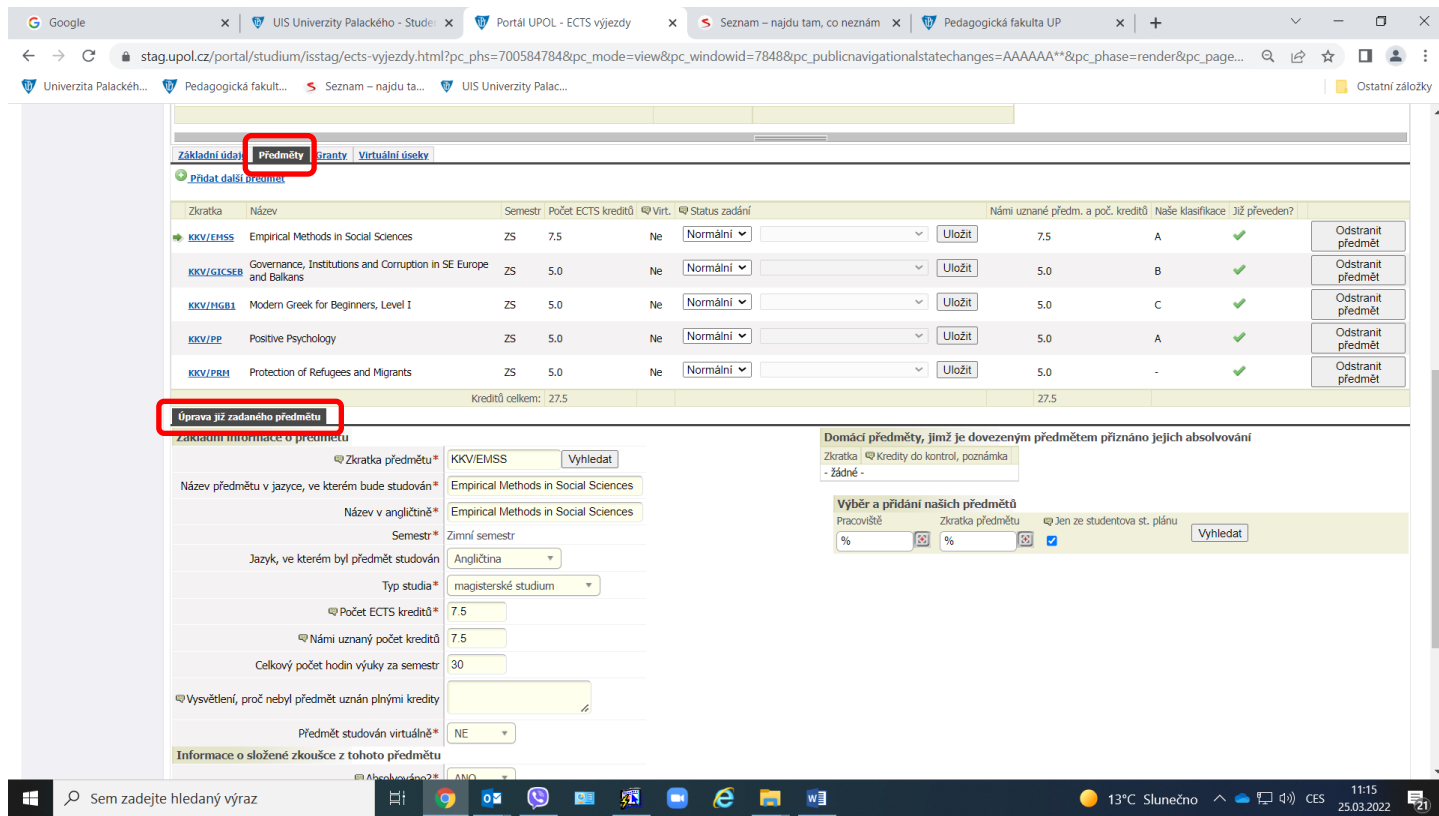 Google
UIS Univerzity Palackého - Studen
Portál UPOL - ECTS výjezdy
Seznam – najdu tam, co neznám
Pedagogická fakulta UP
stag.upol.cz/portal/studium/isstag/ects-vyjezdy.html?pc_phs=700584784&pc_mode=view&pc_windowid=7848&pc_publicnavigationalstatechanges=AAAAAA**&pc_phase=render&pc_page...
Univerzita Palackéh... Pedagogická fakult... Seznam – najdu ta... UIS Univerzity Palac... Ostatní záložky
Základní údaje Předměty Granty Virtuální úseky
Přidat další předmět
Zkratka Název Semestr Počet ECTS kreditů Virt. Status zadání Námi uznané předm. a poč. kreditů Naše klasifikace Již převeden?
KKV/EMSS Empirical Methods in Social Sciences ZS 7.5 Ne Normální Uložit 7.5 A Odstranit předmět
KKV/GICSEB Governance, Institutions and Corruption in SE Europe and Balkans ZS 5.0 Ne Normální Uložit 5.0 B Odstranit předmět
KKV/MGB1 Modern Greek for Beginners, Level I ZS 5.0 Ne Normální Uložit 5.0 C Odstranit předmět
KKV/PP Positive Psychology ZS 5.0 Ne Normální Uložit 5.0 A Odstranit předmět
KKV/PRM Protection of Refugees and Migrants ZS 5.0 Ne Normální Uložit 5.0 - Odstranit předmět
Kreditů celkem: 27.5 27.5
Úprava již zadaného předmětu
Základní informace o předmětu
Zkratka předmětu* KKV/EMSS Vyhledat
Název předmětu v jazyce, ve kterém bude studován* Empirical Methods in Social Sciences
Název v angličtině* Empirical Methods in Social Sciences
Semestr* Zimní semestr
Jazyk, ve kterém byl předmět studován Angličtina
Typ studia* magisterské studium
Počet ECTS kreditů* 7.5
Námi uznaný počet kreditů 7.5
Celkový počet hodin výuky za semestr 30
Vysvětlení, proč nebyl předmět uznán plnými kredity
Předmět studován virtuálně* NE
Informace o složené zkoušce z tohoto předmětu
Absolvováno?* ANO
Domácí předměty, jimž je dovezeným předmětem přiznáno jejich absolvování
Zkratka Kredity do kontrol, poznámka
- žádné -
Výběr a přidání našich předmětů
Pracoviště Zkratka předmětu Jen ze studentova st. plánu
% % Vyhledat
Sem zadejte hledaný výraz
13°C Slunečno CES 11:15
25.03.2022
21